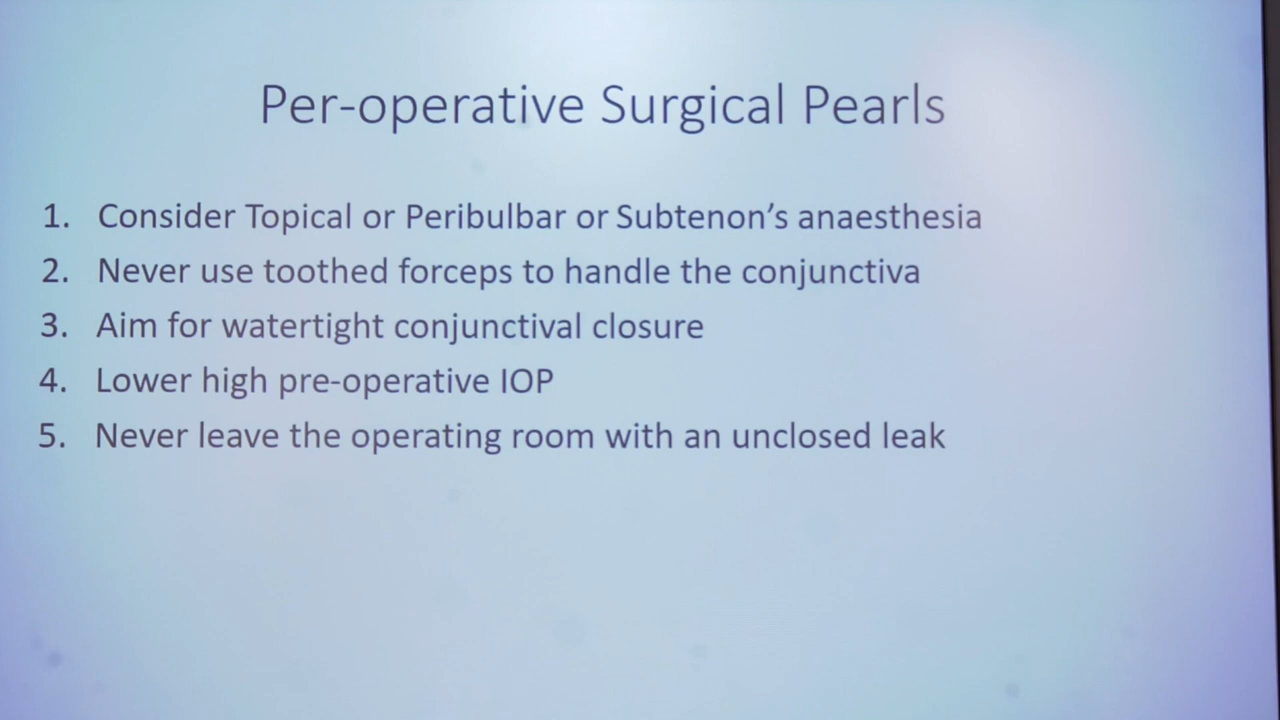 Per-operative Surgical Pearls
1. Consider Topical or Peribulbar or Subtenon’s anaesthesia
2. Never use toothed forceps to handle the conjunctiva
3. Aim for watertight conjunctival closure
4. Lower high pre-operative IOP
5. Never leave the operating room with an unclosed leak